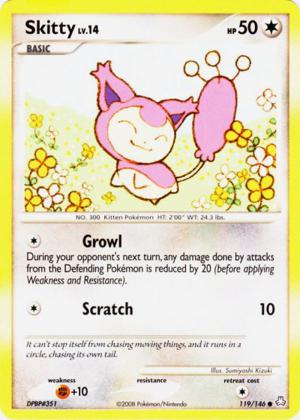 Skitty LV.14
HP 50
BASIC
NO. 300 Kitten Pokémon HT: 2'00" WT: 24.3 lbs.
Growl
During your opponent's next turn, any damage done by attacks
from the Defending Pokémon is reduced by 20 (before applying
Weakness and Resistance).
Scratch 10
It can't stop itself from chasing moving things, and it runs in a
circle, chasing its own tail.
Illus. Sumiyoshi Kizuki
weakness resistance retreat cost
+10
DPBP#351 ©2008 Pokémon / Nintendo 119/146